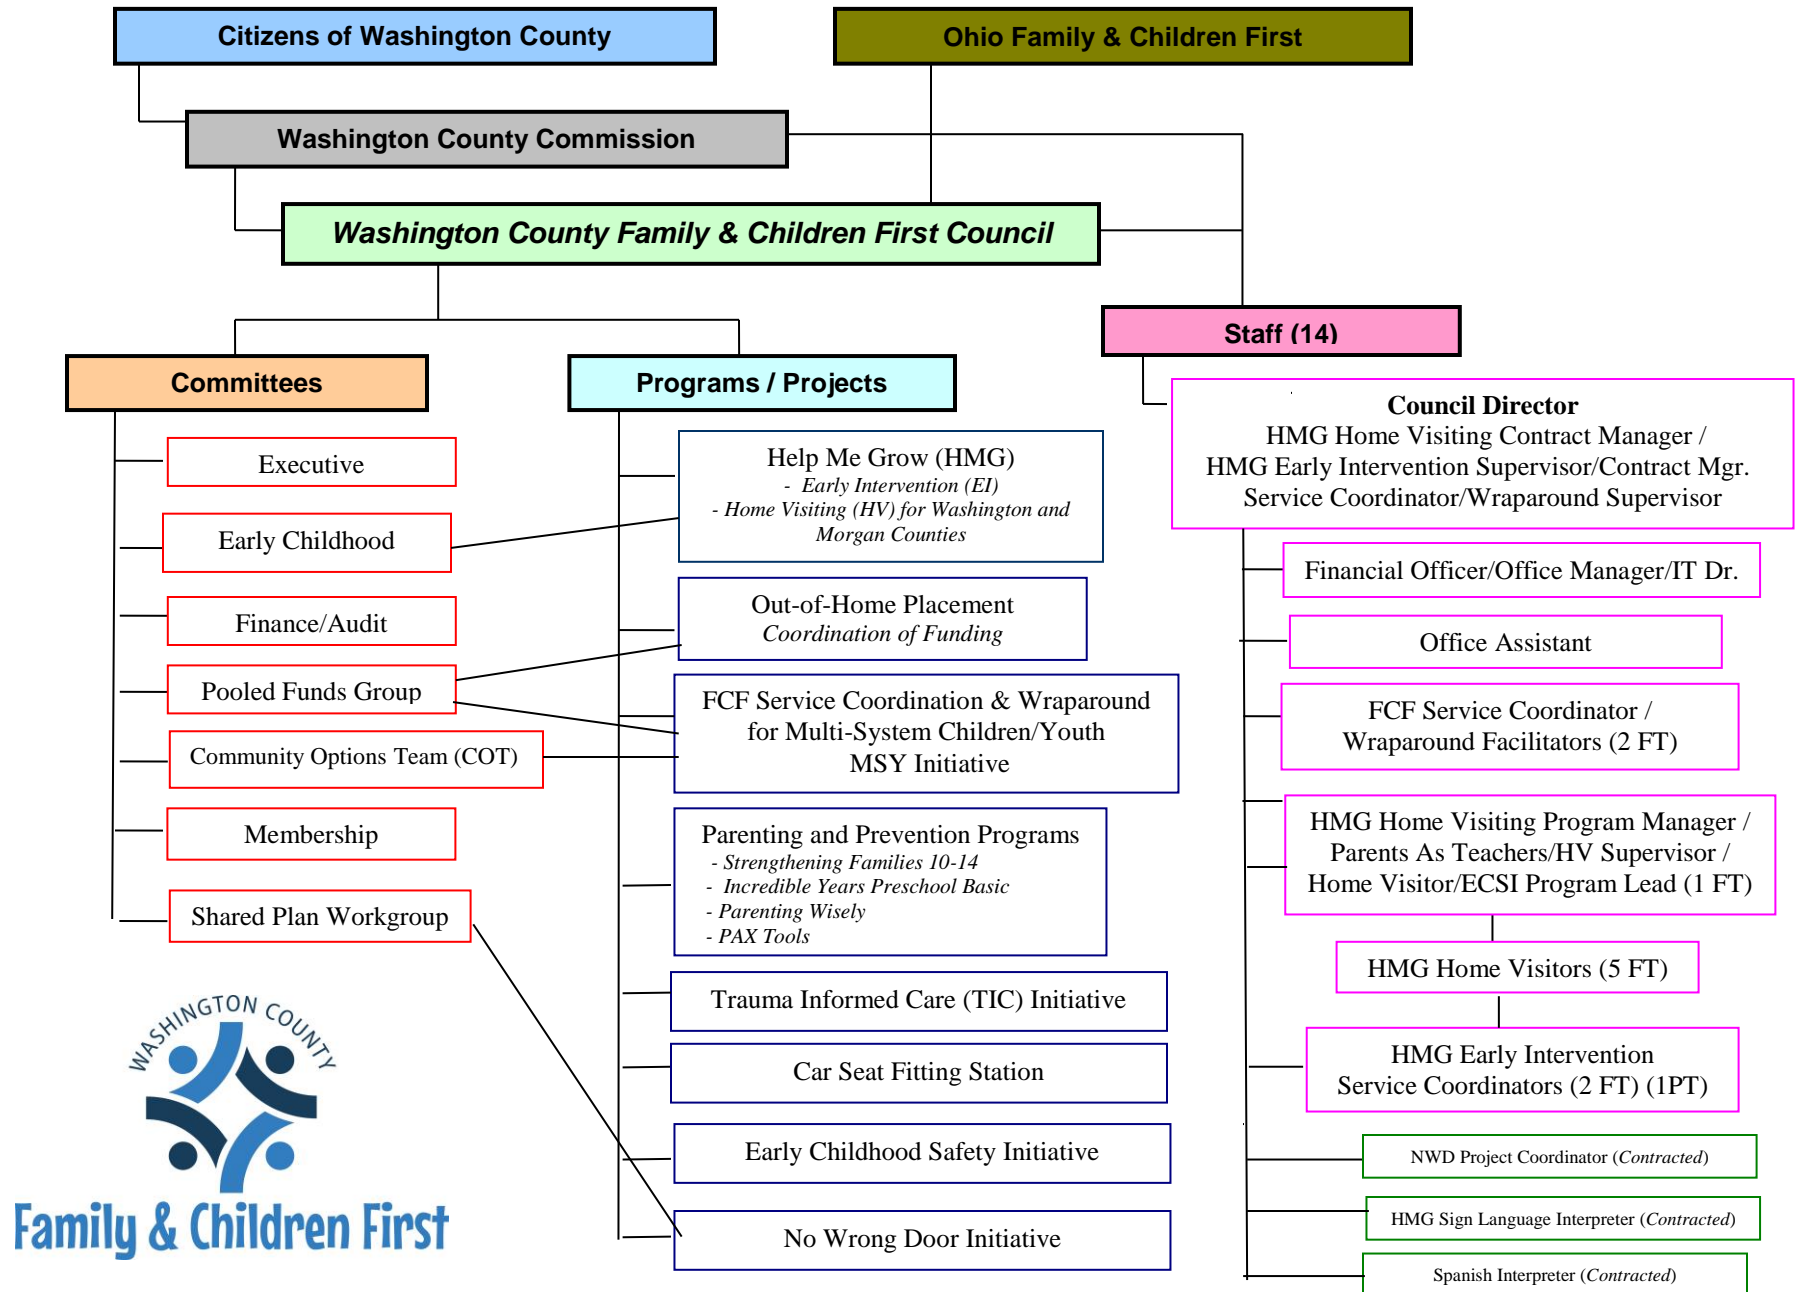 Citizens of Washington County
Ohio Family & Children First
Washington County Commission
Washington County Family & Children First Council
Staff (14)
Committees
Programs / Projects
Executive
Early Childhood
Finance/Audit
Pooled Funds Group
Community Options Team (COT)
Membership
Shared Plan Workgroup
Help Me Grow (HMG)
- Early Intervention (EI)
- Home Visiting (HV) for Washington and
Morgan Counties
Out-of-Home Placement
Coordination of Funding
FCF Service Coordination & Wraparound
for Multi-System Children/Youth
MSY Initiative
Parenting and Prevention Programs
- Strengthening Families 10-14
- Incredible Years Preschool Basic
- Parenting Wisely
- PAX Tools
Trauma Informed Care (TIC) Initiative
Car Seat Fitting Station
Early Childhood Safety Initiative
No Wrong Door Initiative
Council Director
HMG Home Visiting Contract Manager /
HMG Early Intervention Supervisor/Contract Mgr.
Service Coordinator/Wraparound Supervisor
Financial Officer/Office Manager/IT Dr.
Office Assistant
FCF Service Coordinator /
Wraparound Facilitators (2 FT)
HMG Home Visiting Program Manager /
Parents As Teachers/HV Supervisor /
Home Visitor/ECSI Program Lead (1 FT)
HMG Home Visitors (5 FT)
HMG Early Intervention
Service Coordinators (2 FT) (1PT)
NWD Project Coordinator (Contracted)
HMG Sign Language Interpreter (Contracted)
Spanish Interpreter (Contracted)
WASHINGTON COUNTY
Family & Children First